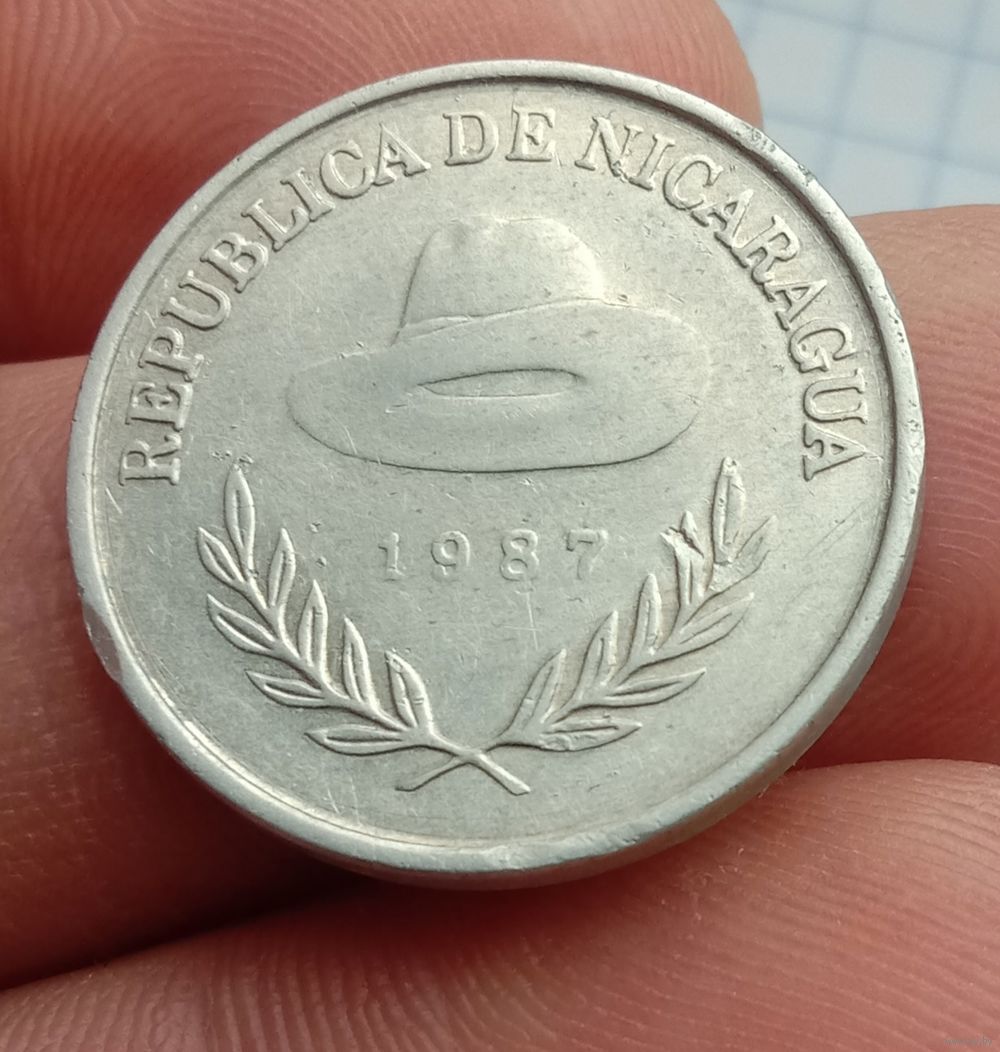 REPUBLICA DE NICARAGUA
1987